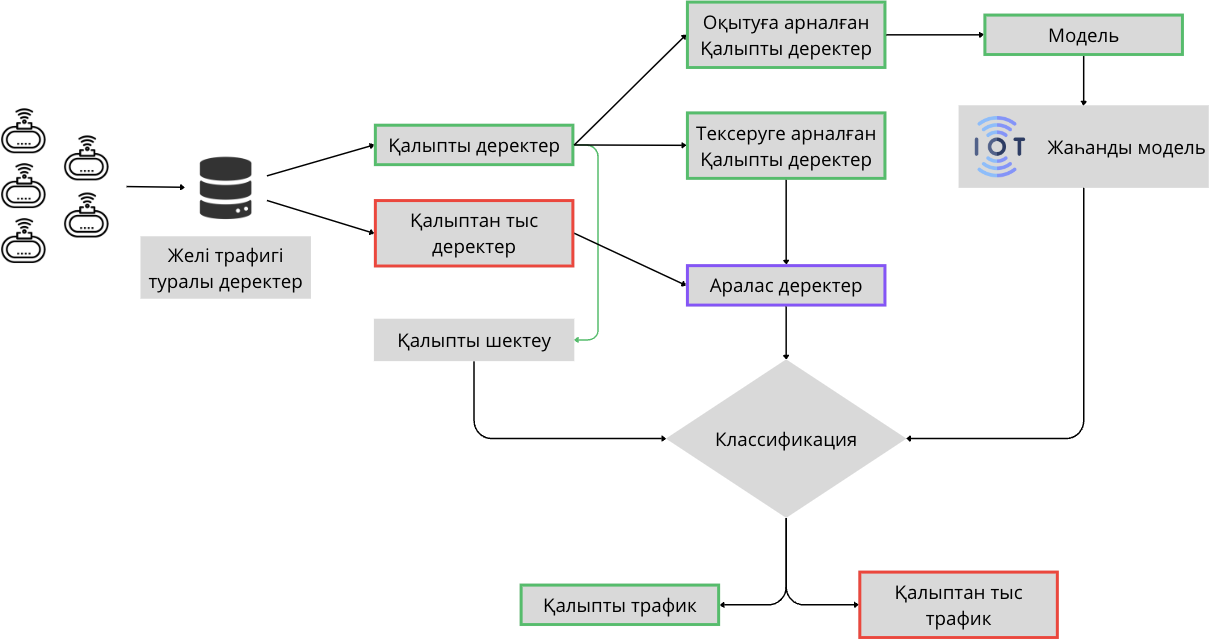 Оқытуға арналған
Қалыпты деректер
Модель
Тексеруге арналған
Қалыпты деректер
Қалыпты деректер
IOT
Жаһанды модель
Қалыптан тыс
деректер
Желі трафигі
туралы деректер
Аралас деректер
Қалыпты шектеу
Классификация
Қалыпты трафик
Қалыптан тыс
трафик